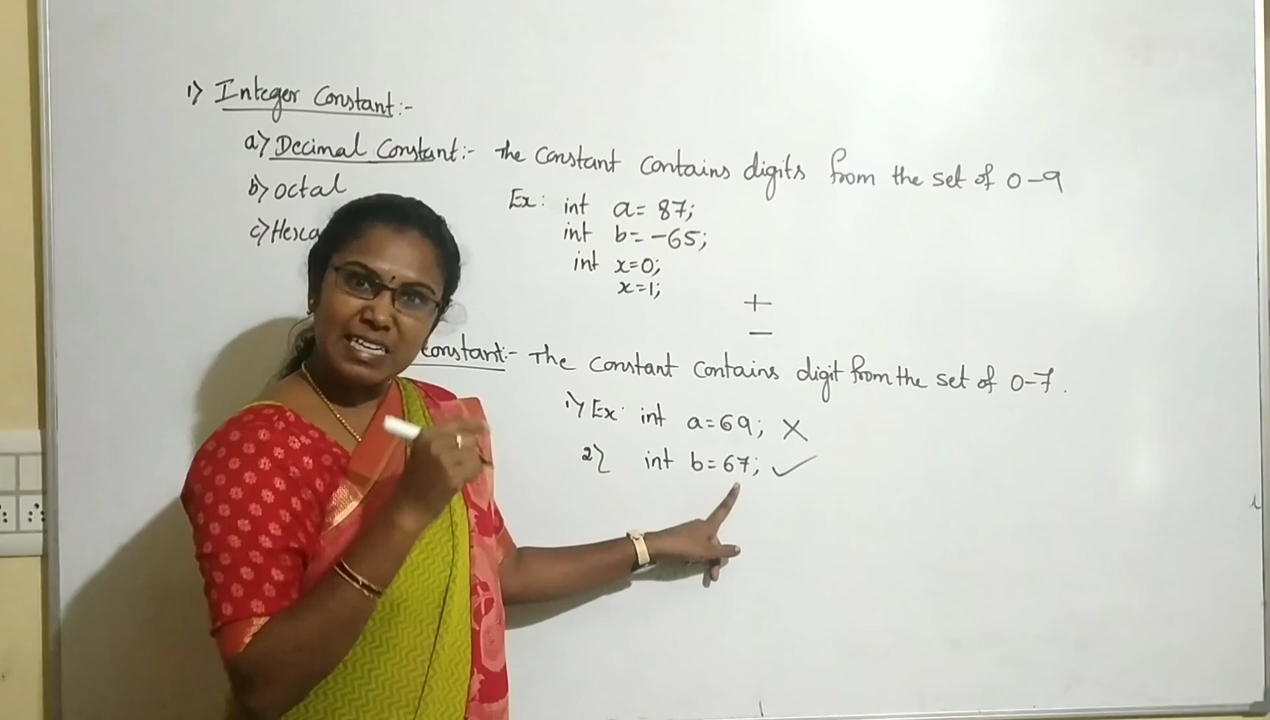 1) Integer Constant:-
a) Decimal Constant:- The constant contains digits from the set of 0-9
b) Octal
c) Hexa
Ex: int a= 87;
int b= -65;
int x=0;
x=1;
+
-
constant:- The constant contains digit from the set of 0-7.
1) Ex: int a=69; X
2) int b=67; ✓